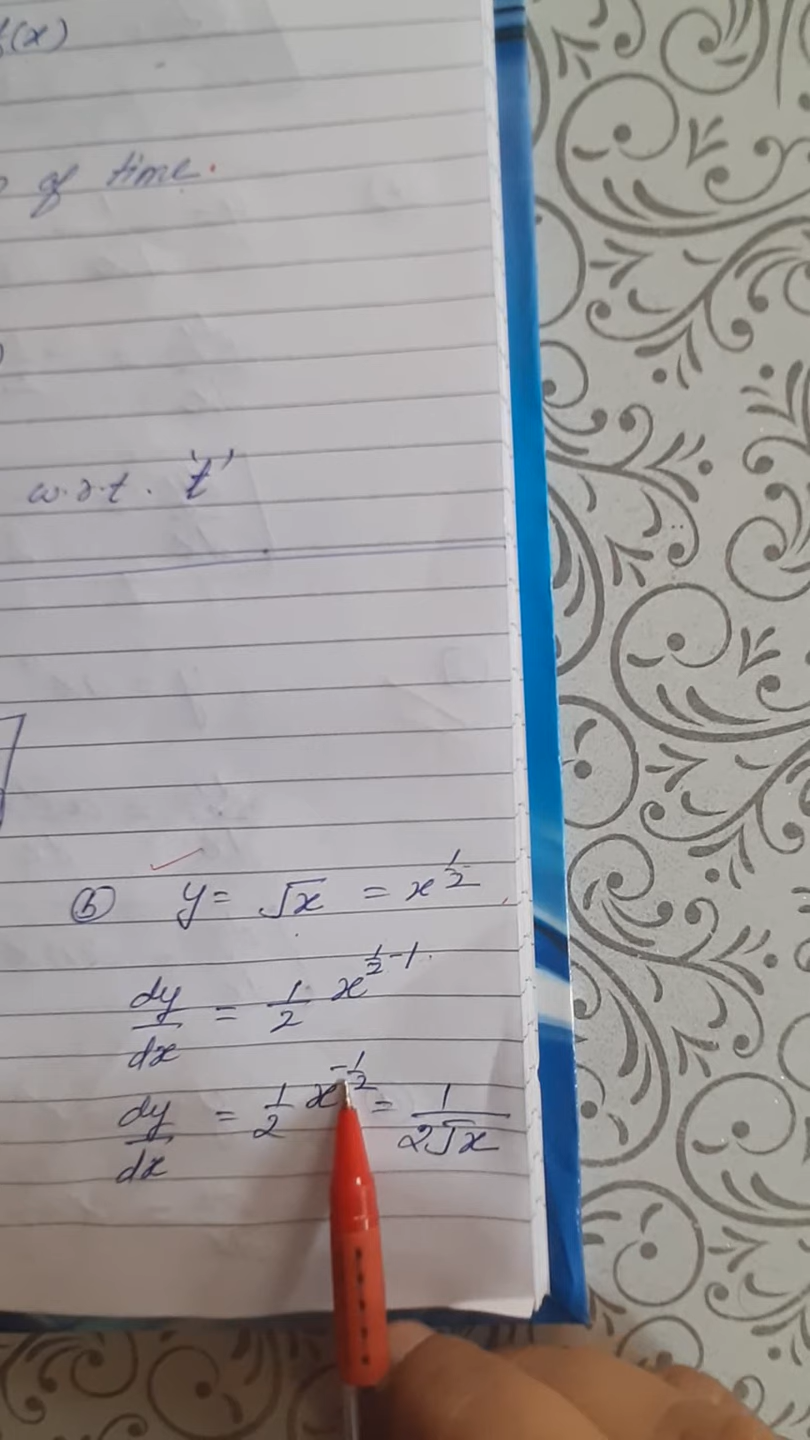 f(x)
of time.
w.r.t. 't'
(b) y = √x = x^{1/2}
dy/dx = 1/2 x^{1/2 - 1}
dy/dx = 1/2 x^{-1/2} = 1/(2√x)